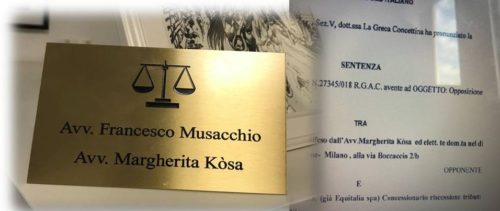 Avv. Francesco Musacchio
Avv. Margherita Kòsa
Sez.V, dott.ssa La Greca Concettina ha pronunziato la
SENTENZA
N.27345/018 R.G.A.C. avente ad OGGETTO: Opposizione
TRA
difeso dall'Avv.Margherita Kòsa ed elett. te dom.ta nel di
Milano , alla via Boccaccio 2/b
OPPONENTE
E
(già Equitalia spa) Concessionario riscossione tribut